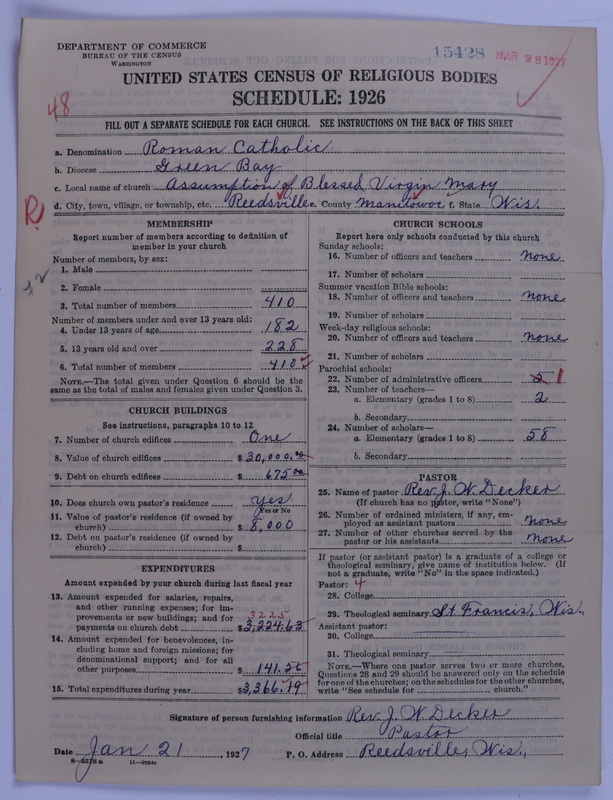 DEPARTMENT OF COMMERCE
BUREAU OF THE CENSUS
WASHINGTON
15428
MAR 28 1927
UNITED STATES CENSUS OF RELIGIOUS BODIES
SCHEDULE: 1926
48
FILL OUT A SEPARATE SCHEDULE FOR EACH CHURCH. SEE INSTRUCTIONS ON THE BACK OF THIS SHEET
a. Denomination Roman Catholic
b. Diocese Green Bay
c. Local name of church Assumption of Blessed Virgin Mary
d. City, town, village, or township, etc. Reedsville e. County Manitowoc f. State Wis.
R
MEMBERSHIP
Report number of members according to definition of
member in your church
Number of members, by sex:
1. Male
2. Female
3. Total number of members 410
Number of members under and over 13 years old:
4. Under 13 years of age 182
5. 13 years old and over 228
6. Total number of members 410
NOTE.—The total given under Question 6 should be the
same as the total of males and females given under Question 3.
CHURCH BUILDINGS
See instructions, paragraphs 10 to 12
7. Number of church edifices One
8. Value of church edifices $30,000.00
9. Debt on church edifices $ 675 00
10. Does church own pastor's residence yes
Yes or No
11. Value of pastor's residence (if owned by
church) $ 8,000
12. Debt on pastor's residence (if owned by
church) $
EXPENDITURES
Amount expended by your church during last fiscal year
13. Amount expended for salaries, repairs,
and other running expenses; for im-
provements or new buildings; and for
payments on church debt $3,224.63
3225
14. Amount expended for benevolences, in-
cluding home and foreign missions; for
denominational support; and for all
other purposes $ 141.56
15. Total expenditures during year $3,366.19
CHURCH SCHOOLS
Report here only schools conducted by this church
Sunday schools:
16. Number of officers and teachers none
17. Number of scholars
Summer vacation Bible schools:
18. Number of officers and teachers none
19. Number of scholars
Week-day religious schools:
20. Number of officers and teachers none
21. Number of scholars
Parochial schools:
22. Number of administrative officers 5 1
23. Number of teachers—
a. Elementary (grades 1 to 8) 2
b. Secondary
24. Number of scholars—
a. Elementary (grades 1 to 8) 58
b. Secondary
PASTOR
25. Name of pastor Rev. J. W. Decker
(If church has no pastor, write "None")
26. Number of ordained ministers, if any, em-
ployed as assistant pastors none
27. Number of other churches served by the
pastor or his assistants none
If pastor (or assistant pastor) is a graduate of a college or
theological seminary, give name of institution below. (If
not a graduate, write "No" in the space indicated.)
Pastor: 4
28. College
29. Theological seminary St Francis, Wis.
Assistant pastor:
30. College
31. Theological seminary
NOTE.—Where one pastor serves two or more churches,
Questions 28 and 29 should be answered only on the schedule
for one of the churches; on the schedules for the other churches,
write "See schedule for church."
Signature of person furnishing information Rev. J. W. Decker
Official title Pastor
Date Jan 21, 1927 P. O. Address Reedsville, Wis.,
8—5518 a